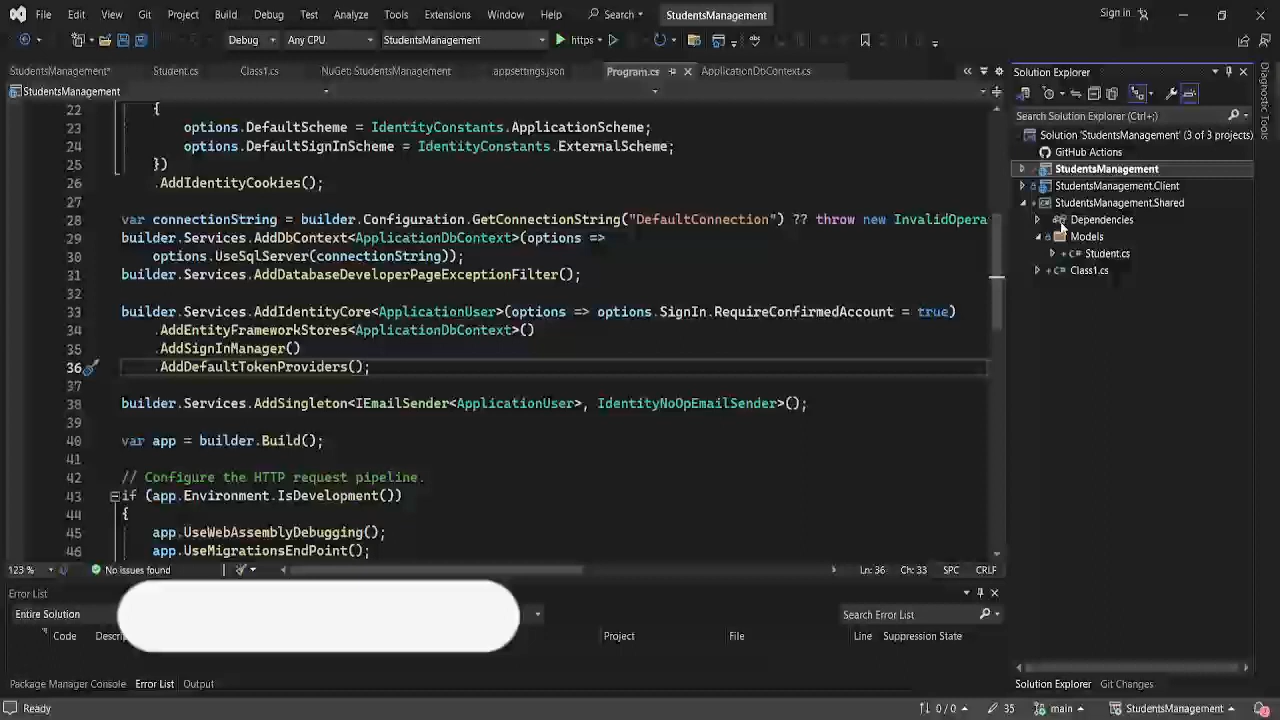 File Edit View Git Project Build Debug Test Analyze Tools Extensions Window Help Search StudentsManagement Sign in
Debug Any CPU StudentsManagement https
StudentsManagement* Student.cs Class1.cs NuGet: StudentsManagement appsettings.json Program.cs ApplicationDbContext.cs
StudentsManagement
22 {
23 options.DefaultScheme = IdentityConstants.ApplicationScheme;
24 options.DefaultSignInScheme = IdentityConstants.ExternalScheme;
25 })
26 .AddIdentityCookies();
27
28 var connectionString = builder.Configuration.GetConnectionString("DefaultConnection") ?? throw new InvalidOpera
29 builder.Services.AddDbContext<ApplicationDbContext>(options =>
30 options.UseSqlServer(connectionString));
31 builder.Services.AddDatabaseDeveloperPageExceptionFilter();
32
33 builder.Services.AddIdentityCore<ApplicationUser>(options => options.SignIn.RequireConfirmedAccount = true)
34 .AddEntityFrameworkStores<ApplicationDbContext>()
35 .AddSignInManager()
36 .AddDefaultTokenProviders();
37
38 builder.Services.AddSingleton<IEmailSender<ApplicationUser>, IdentityNoOpEmailSender>();
39
40 var app = builder.Build();
41
42 // Configure the HTTP request pipeline.
43 if (app.Environment.IsDevelopment())
44 {
45 app.UseWebAssemblyDebugging();
46 app.UseMigrationsEndPoint();
123 % No issues found Ln: 36 Ch: 33 SPC CRLF
Error List
Entire Solution Search Error List
Code Descrip Project File Line Suppression State
Package Manager Console Error List Output
Solution Explorer
Search Solution Explorer (Ctrl+;)
Solution 'StudentsManagement' (3 of 3 projects)
GitHub Actions
StudentsManagement
StudentsManagement.Client
StudentsManagement.Shared
Dependencies
Models
C# Student.cs
C# Class1.cs
Solution Explorer Git Changes
Diagnostic Tools
Ready 0 / 0 35 main StudentsManagement 2